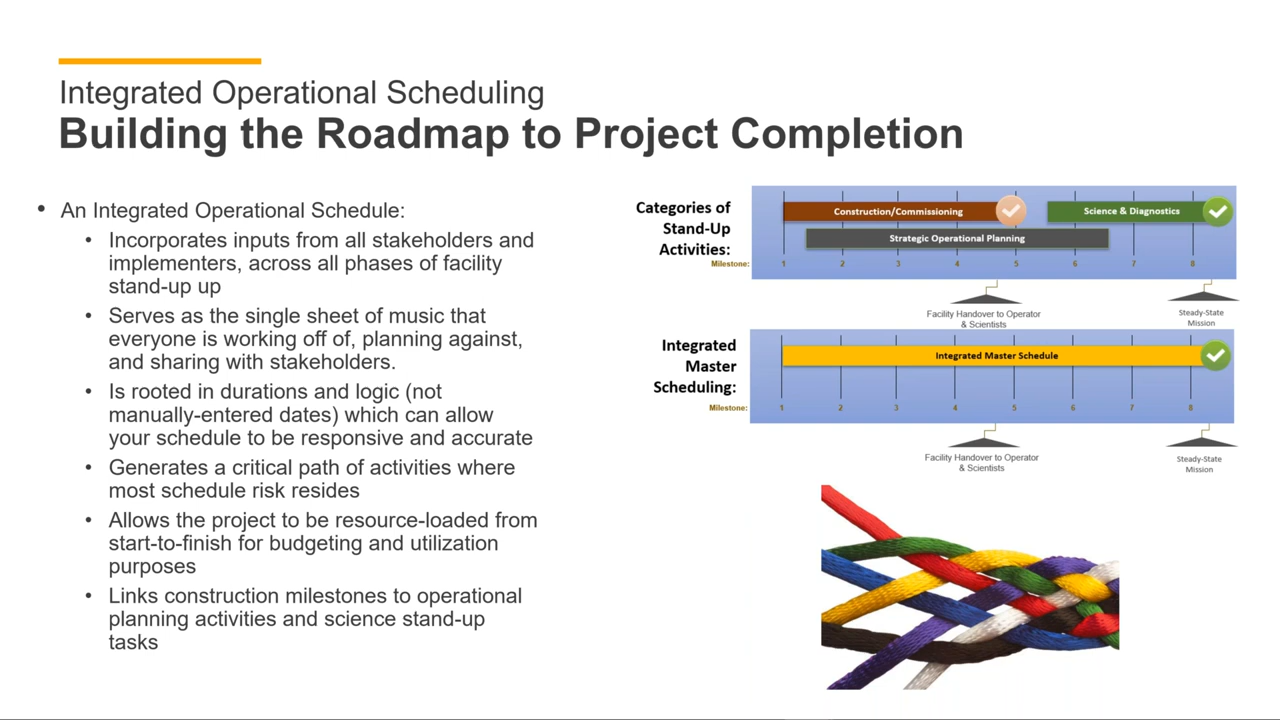 Integrated Operational Scheduling
Building the Roadmap to Project Completion
• An Integrated Operational Schedule:
• Incorporates inputs from all stakeholders and
implementers, across all phases of facility
stand-up up
• Serves as the single sheet of music that
everyone is working off of, planning against,
and sharing with stakeholders.
• Is rooted in durations and logic (not
manually-entered dates) which can allow
your schedule to be responsive and accurate
• Generates a critical path of activities where
most schedule risk resides
• Allows the project to be resource-loaded from
start-to-finish for budgeting and utilization
purposes
• Links construction milestones to operational
planning activities and science stand-up
tasks
Categories of
Stand-Up
Activities:
Construction/Commissioning
Science & Diagnostics
Strategic Operational Planning
Milestone: 1 2 3 4 5 6 7 8
Facility Handover to Operator
& Scientists
Steady-State
Mission
Integrated
Master
Scheduling:
Integrated Master Schedule
Milestone: 1 2 3 4 5 6 7 8
Facility Handover to Operator
& Scientists
Steady-State
Mission